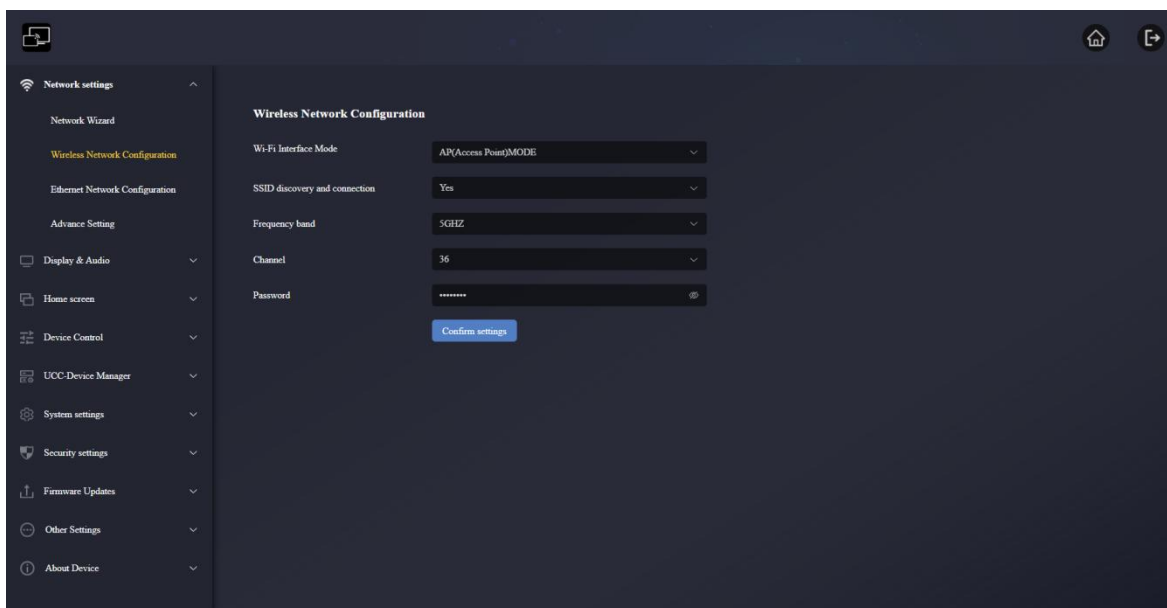 Network settings
Network Wizard
Wireless Network Configuration
Ethernet Network Configuration
Advance Setting
Display & Audio
Home screen
Device Control
UCC-Device Manager
System settings
Security settings
Firmware Updates
Other Settings
About Device
Wireless Network Configuration
Wi-Fi Interface Mode AP(Access Point)MODE
SSID discovery and connection Yes
Frequency band 5GHZ
Channel 36
Password ••••••••
Confirm settings